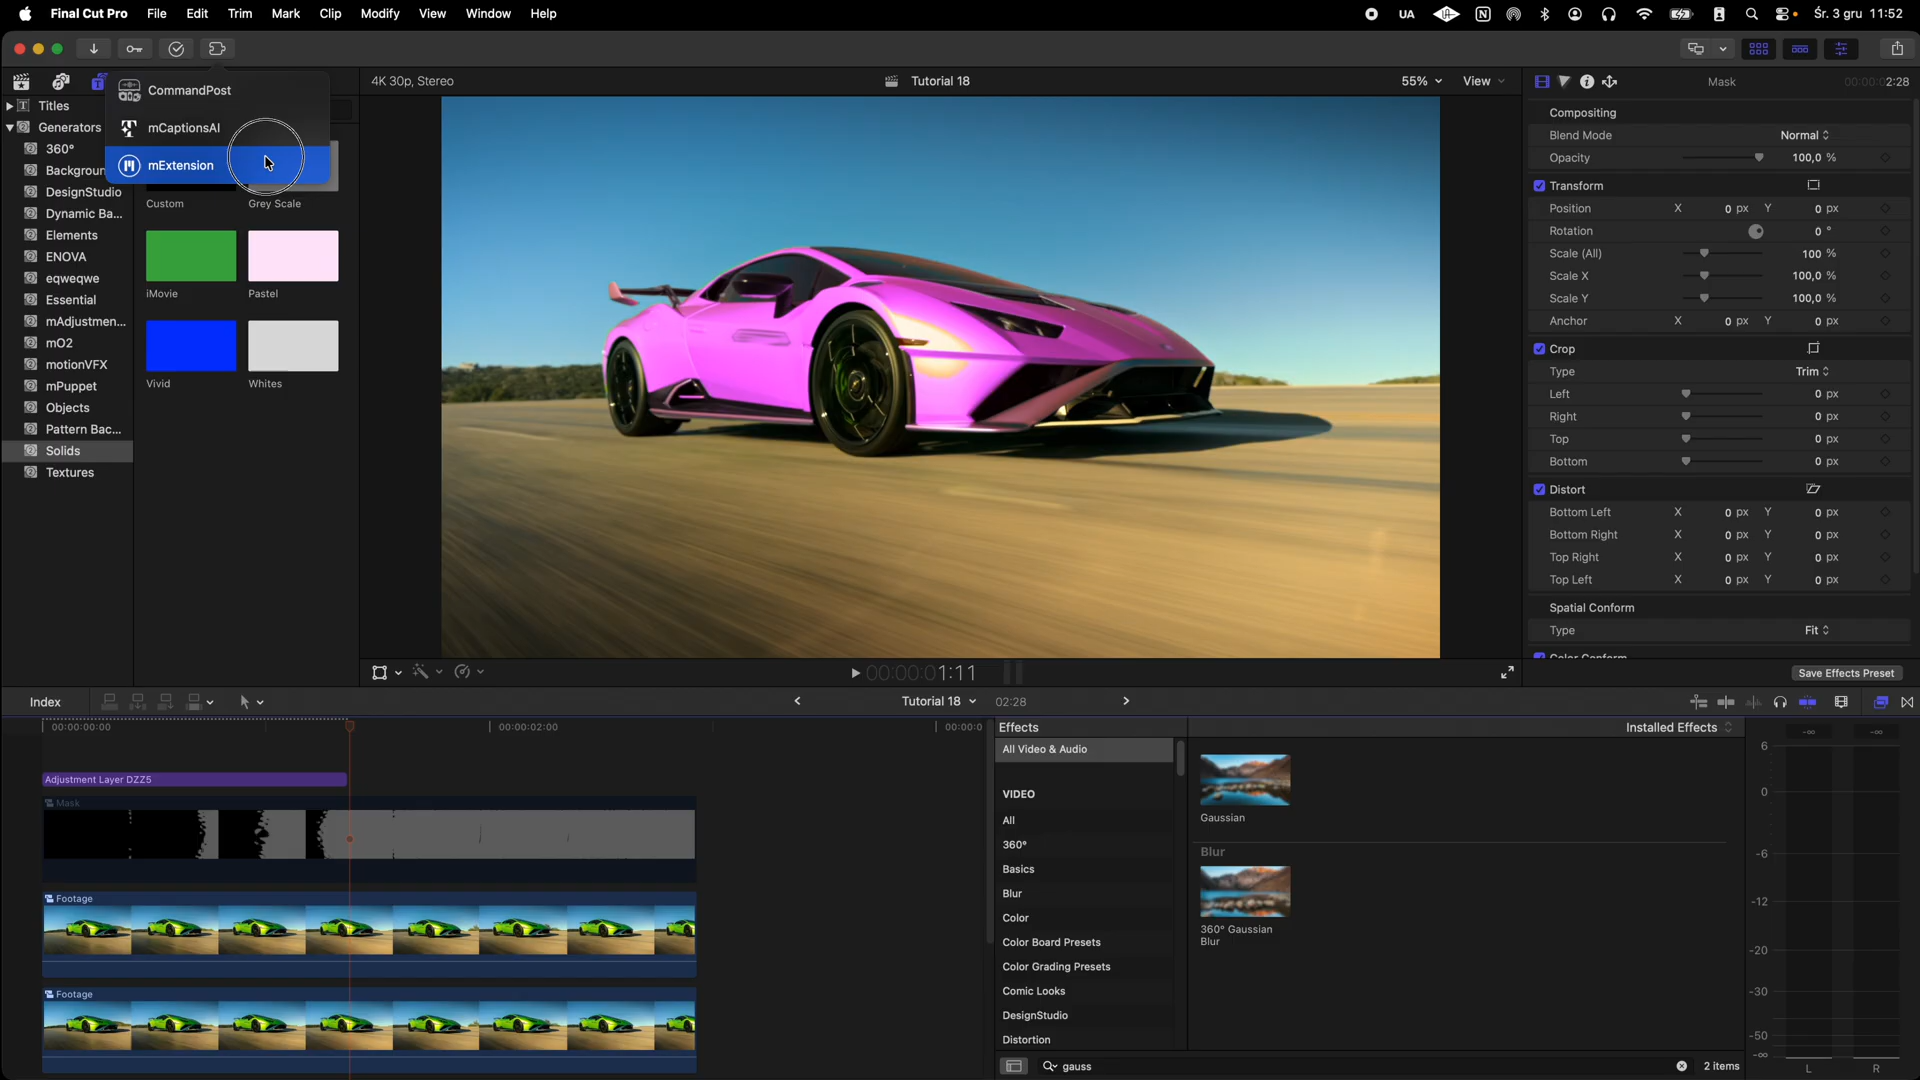 Final Cut Pro File Edit Trim Mark Clip Modify View Window Help
UA Śr. 3 gru 11:52
CommandPost
mCaptionsAI
mExtension
Titles
Generators
360°
Backgroun
DesignStudio
Dynamic Ba...
Elements
ENOVA
eqweqwe
Essential
mAdjustmen...
mO2
motionVFX
mPuppet
Objects
Pattern Bac...
Solids
Textures
Custom Grey Scale
iMovie Pastel
Vivid Whites
4K 30p, Stereo
Tutorial 18
55% View
Mask
00:00:02:28
Compositing
Blend Mode Normal
Opacity 100,0 %
Transform
Position X 0 px Y 0 px
Rotation 0 °
Scale (All) 100 %
Scale X 100,0 %
Scale Y 100,0 %
Anchor X 0 px Y 0 px
Crop
Type Trim
Left 0 px
Right 0 px
Top 0 px
Bottom 0 px
Distort
Bottom Left X 0 px Y 0 px
Bottom Right X 0 px Y 0 px
Top Right X 0 px Y 0 px
Top Left X 0 px Y 0 px
Spatial Conform
Type Fit
Color Conform
Save Effects Preset
00:00:01:11
Index
Tutorial 18 02:28
00:00:00:00 00:00:02:00 00:00:0
Adjustment Layer DZZ5
Mask
Footage
Footage
Effects
Installed Effects
All Video & Audio
VIDEO
All
360°
Basics
Blur
Color
Color Board Presets
Color Grading Presets
Comic Looks
DesignStudio
Distortion
Gaussian
Blur
360° Gaussian
Blur
gauss
2 items
-∞ -∞
6
0
-6
-12
-20
-30
-50
-∞
L R